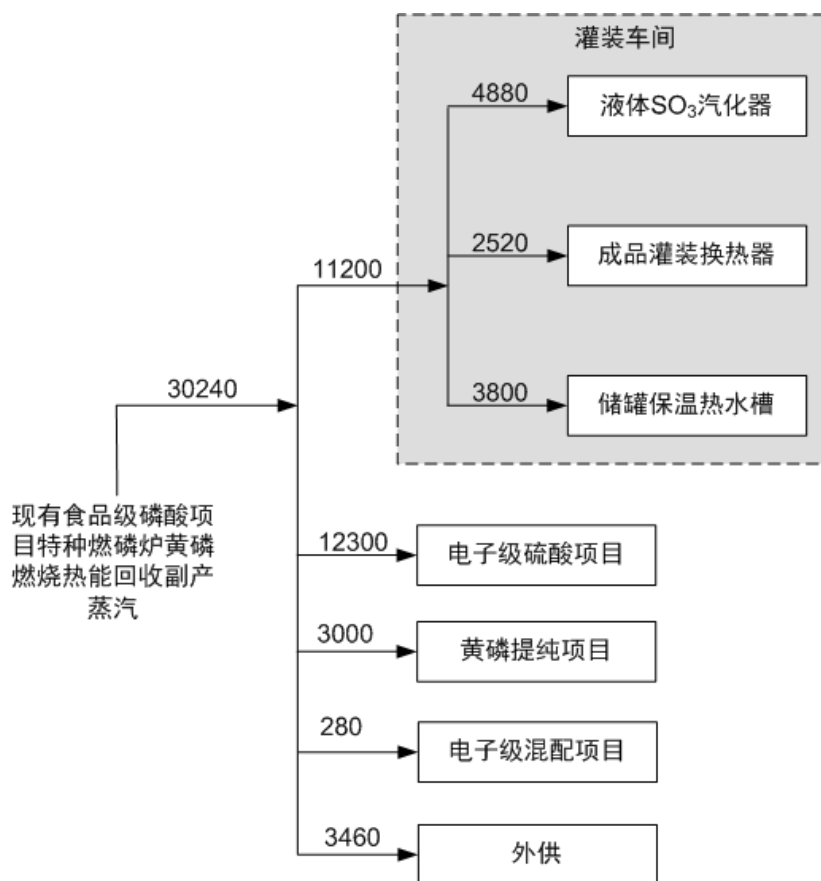 灌装车间
4880
液体SO₃汽化器
2520
成品灌装换热器
11200
3800
储罐保温热水槽
30240
现有食品级磷酸项
目特种燃磷炉黄磷
燃烧热能回收副产
蒸汽
12300
电子级硫酸项目
3000
黄磷提纯项目
280
电子级混配项目
3460
外供